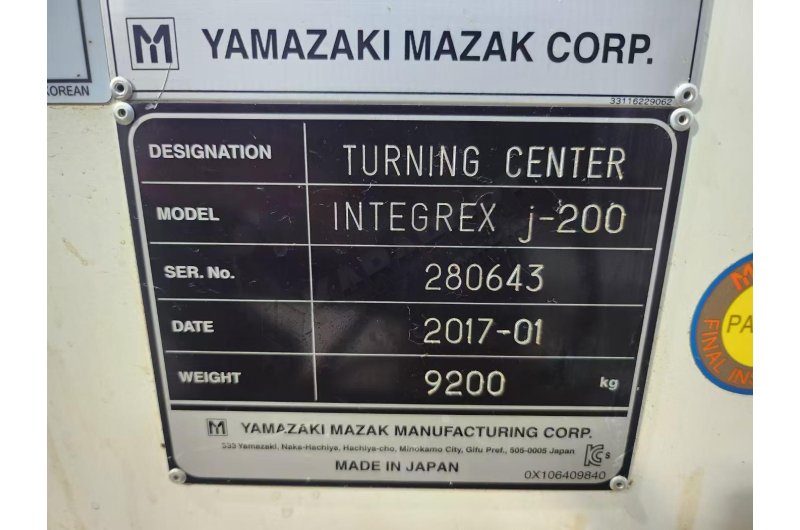 YAMAZAKI MAZAK CORP.
KOREAN
33116229062
DESIGNATION TURNING CENTER
MODEL INTEGREX j-200
SER. No. 280643
DATE 2017-01
WEIGHT 9200 kg
YAMAZAKI MAZAK MANUFACTURING CORP.
333 Yamazaki, Naka-Hachiya, Hachiya-cho, Minokamo City, Gifu Pref., 505-0005 Japan
MADE IN JAPAN
0X106409840
FINAL